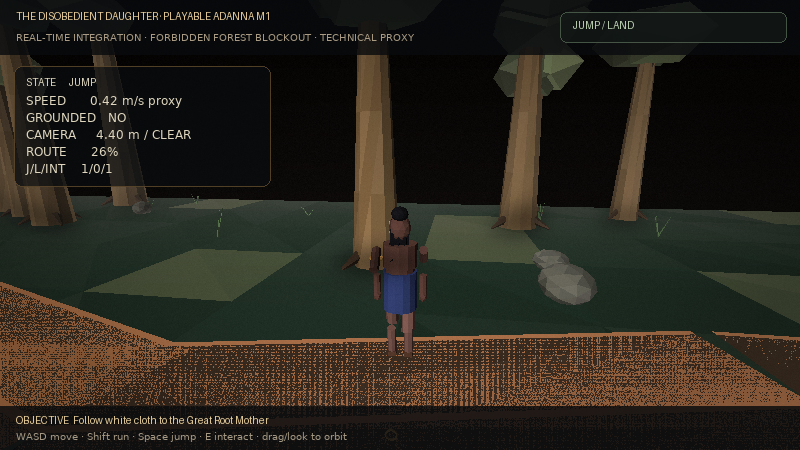 THE DISOBEDIENT DAUGHTER · PLAYABLE ADANNA M1
REAL-TIME INTEGRATION · FORBIDDEN FOREST BLOCKOUT · TECHNICAL PROXY
JUMP / LAND
STATE JUMP
SPEED 0.42 m/s proxy
GROUNDED NO
CAMERA 4.40 m / CLEAR
ROUTE 26%
J/L/INT 1/0/1
OBJECTIVE Follow white cloth to the Great Root Mother
WASD move · Shift run · Space jump · E interact · drag/look to orbit